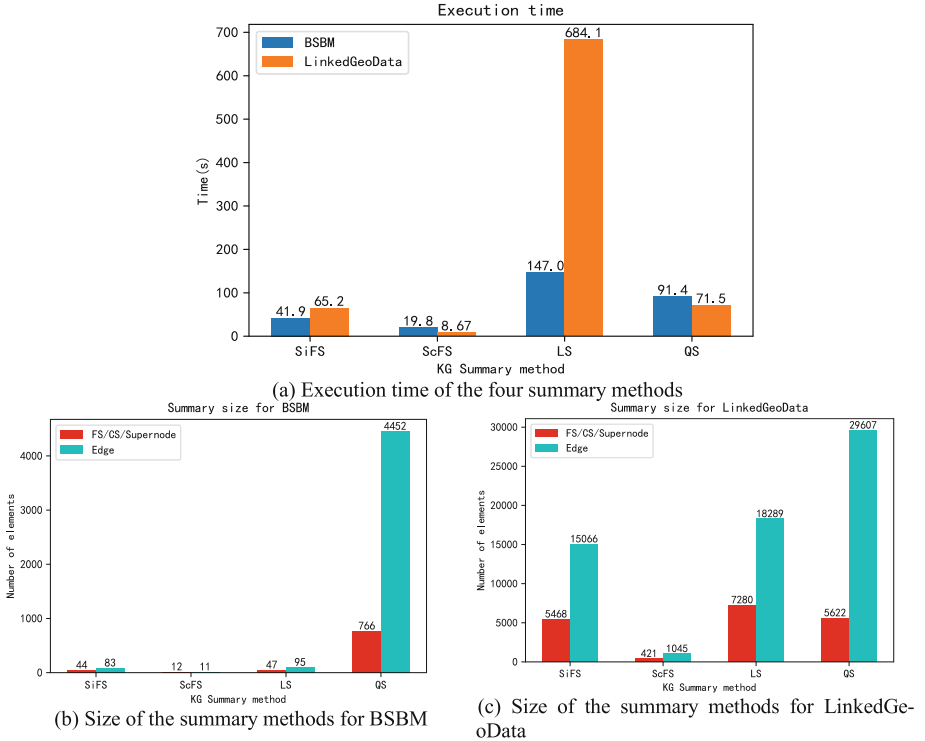 Execution time
BSBM
LinkedGeoData
Time(s)
700
600
500
400
300
200
100
0
41.9
65.2
19.8
8.67
147.0
684.1
91.4
71.5
SiFS
ScFS
LS
QS
KG Summary method
(a) Execution time of the four summary methods
Summary size for BSBM
FS/CS/Supernode
Edge
Number of elements
4000
3000
2000
1000
0
44
83
12
11
47
95
766
4452
SiFS
ScFS
LS
QS
KG Summary method
(b) Size of the summary methods for BSBM
Summary size for LinkedGeoData
FS/CS/Supernode
Edge
Number of elements
30000
25000
20000
15000
10000
5000
0
5468
15066
421
1045
7280
18289
5622
29607
SiFS
ScFS
LS
QS
KG Summary method
(c) Size of the summary methods for LinkedGe-
oData